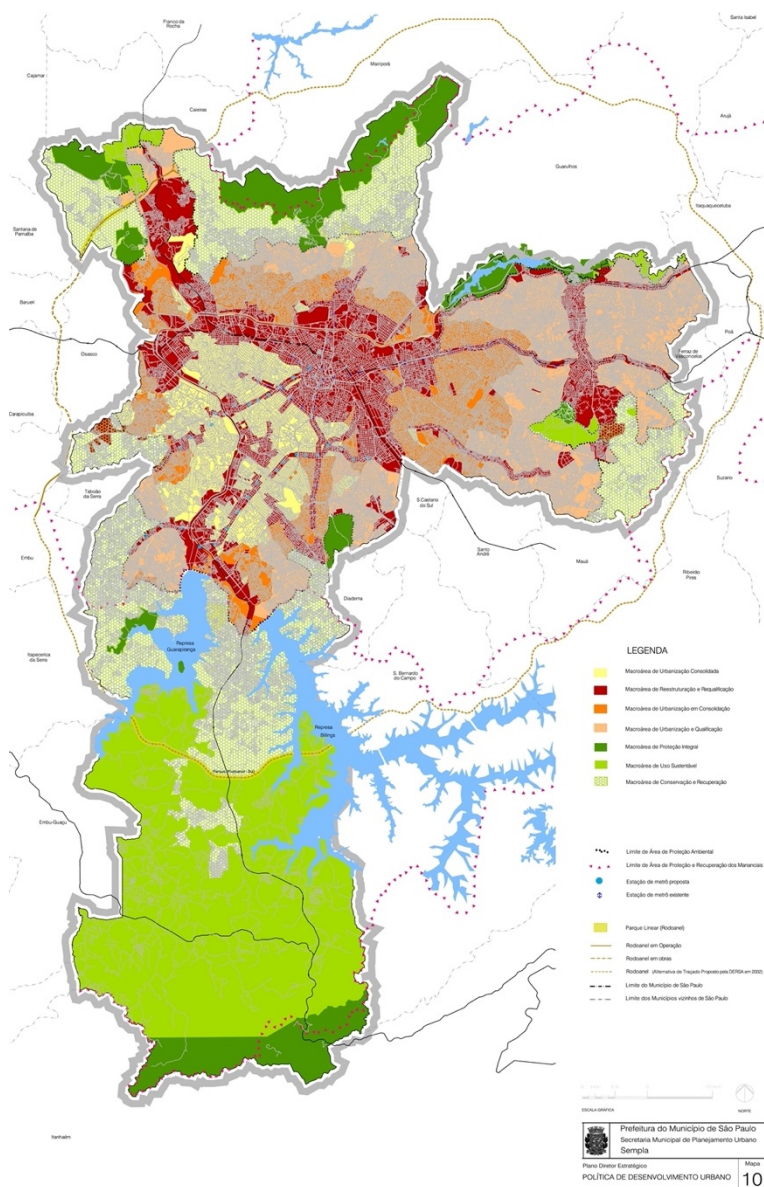 Santa Isabel
Franco da
Rocha
Mairiporã
Cajamar
Caieiras
Arujá
Guarulhos
Itaquaquecetuba
Santana de
Parnaíba
Barueri
Osasco
Poá
Ferraz de
Vasconcelos
Carapicuiba
Taboão
da Serra
Suzano
S.Caetano
do Sul
Santo
André
Mauá
Ribeirão
Pires
Embu
Diadema
Itapecerica
da Serra
Represa
Guarapiranga
S. Bernardo
do Campo
Represa
Billings
Embu-Guaçu
Itanhaém
LEGENDA
Macroárea de Urbanização Consolidada
Macroárea de Reestruturação e Requalificação
Macroárea de Urbanização em Consolidação
Macroárea de Urbanização e Qualificação
Macroárea de Proteção Integral
Macroárea de Uso Sustentável
Macroárea de Conservação e Recuperação
Limite de Área de Proteção Ambiental
Limite de Área de Proteção e Recuperação dos Mananciais
Estação de metrô proposta
Estação de metrô existente
Parque Linear (Rodoanel)
Rodoanel em Operação
Rodoanel em obras
Rodoanel (Alternativa de Traçado Proposto pela DERSA em 2002)
Limite do Município de São Paulo
Limite dos Municípios vizinhos de São Paulo
ESCALA GRÁFICA
NORTE
Prefeitura do Município de São Paulo
Secretaria Municipal de Planejamento Urbano
Sempla
Plano Diretor Estratégico
POLÍTICA DE DESENVOLVIMENTO URBANO
Mapa
10